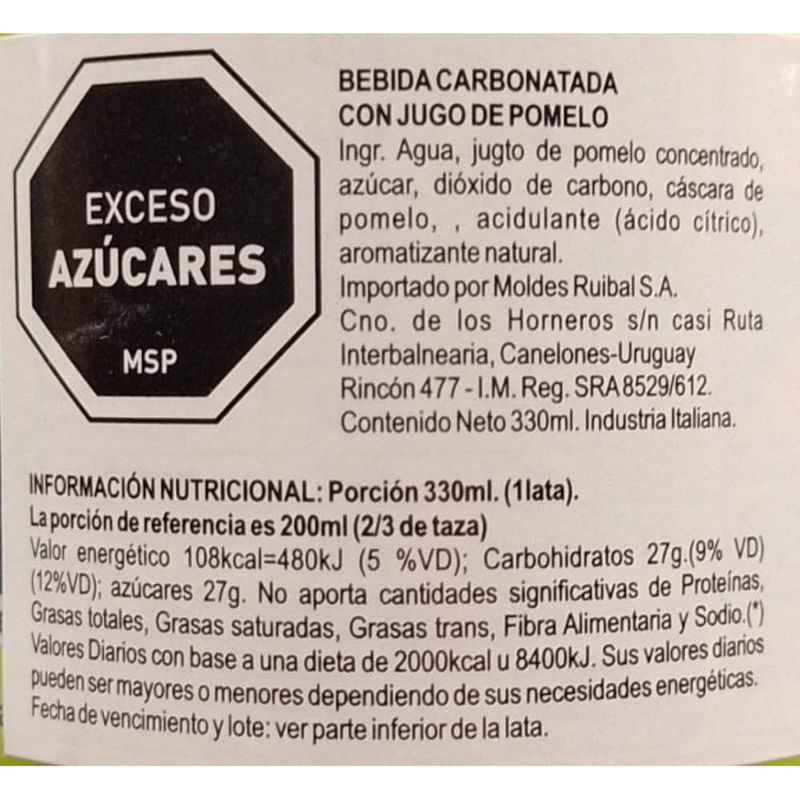 EXCESO
AZÚCARES
MSP
BEBIDA CARBONATADA
CON JUGO DE POMELO
Ingr. Agua, jugto de pomelo concentrado,
azúcar, dióxido de carbono, cáscara de
pomelo, , acidulante (ácido cítrico),
aromatizante natural.
Importado por Moldes Ruibal S.A.
Cno. de los Horneros s/n casi Ruta
Interbalnearia, Canelones-Uruguay
Rincón 477 - I.M. Reg. SRA 8529/612.
Contenido Neto 330ml. Industria Italiana.
INFORMACIÓN NUTRICIONAL: Porción 330ml. (1lata).
La porción de referencia es 200ml (2/3 de taza)
Valor energético 108kcal=480kJ (5 %VD); Carbohidratos 27g.(9% VD)
(12%VD); azúcares 27g. No aporta cantidades significativas de Proteínas,
Grasas totales, Grasas saturadas, Grasas trans, Fibra Alimentaria y Sodio.(*)
Valores Diarios con base a una dieta de 2000kcal u 8400kJ. Sus valores diarios
pueden ser mayores o menores dependiendo de sus necesidades energéticas.
Fecha de vencimiento y lote: ver parte inferior de la lata.